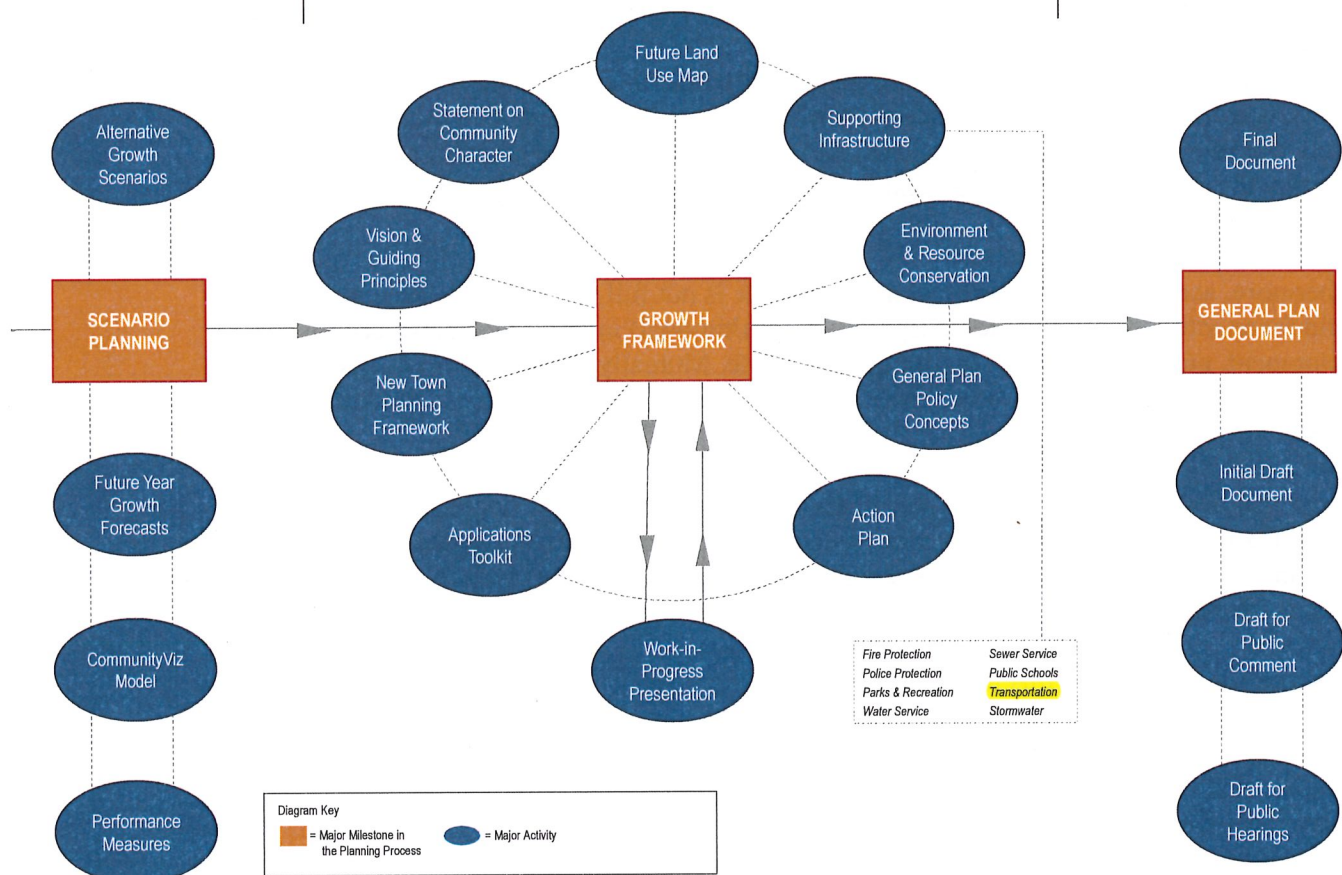 Alternative
Growth
Scenarios
SCENARIO
PLANNING
Future Year
Growth
Forecasts
CommunityViz
Model
Performance
Measures
Future Land
Use Map
Statement on
Community
Character
Supporting
Infrastructure
Vision &
Guiding
Principles
Environment
& Resource
Conservation
GROWTH
FRAMEWORK
New Town
Planning
Framework
General Plan
Policy
Concepts
Applications
Toolkit
Action
Plan
Work-in-
Progress
Presentation
Fire Protection
Police Protection
Parks & Recreation
Water Service
Sewer Service
Public Schools
Transportation
Stormwater
Final
Document
GENERAL PLAN
DOCUMENT
Initial Draft
Document
Draft for
Public
Comment
Draft for
Public
Hearings
Diagram Key
= Major Milestone in
the Planning Process
= Major Activity